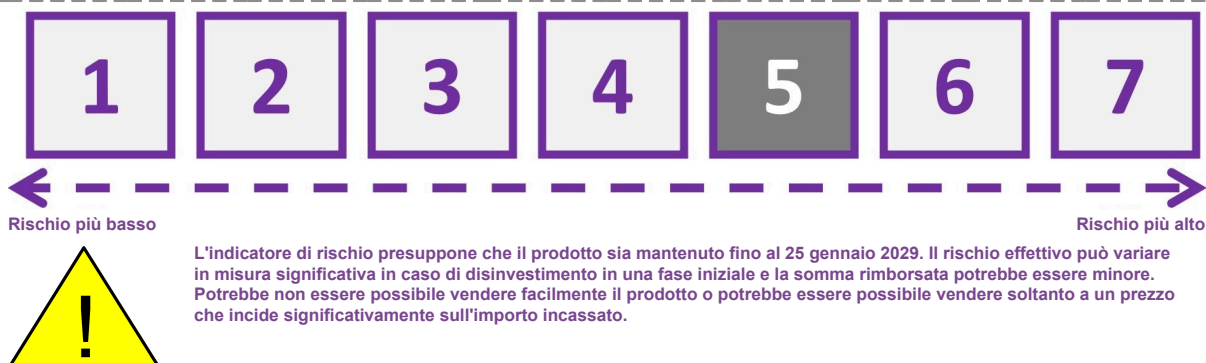 1 2 3 4 5 6 7
Rischio più basso Rischio più alto
L'indicatore di rischio presuppone che il prodotto sia mantenuto fino al 25 gennaio 2029. Il rischio effettivo può variare
in misura significativa in caso di disinvestimento in una fase iniziale e la somma rimborsata potrebbe essere minore.
Potrebbe non essere possibile vendere facilmente il prodotto o potrebbe essere possibile vendere soltanto a un prezzo
che incide significativamente sull'importo incassato.
!